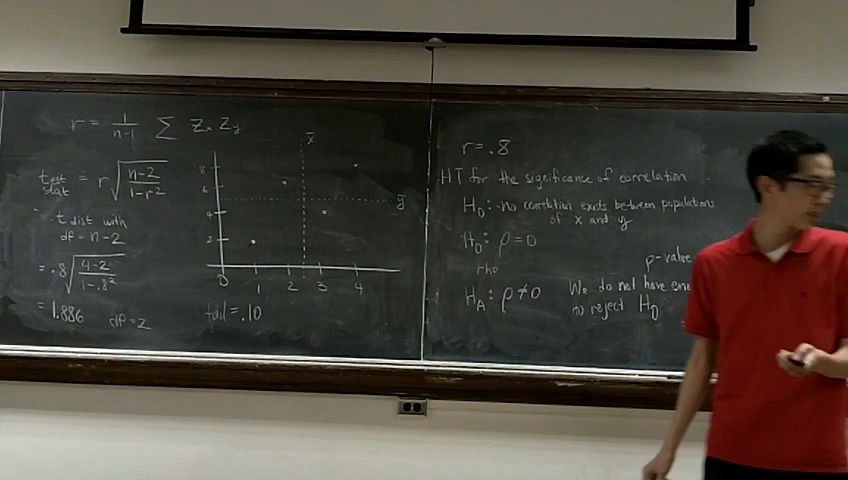 r = 1/(n-1) Σ Zx Zy
test stat = r √((n-2)/(1-r²))
t dist with
df = n-2
= .8 √((4-2)/(1-.8²))
= 1.886 df = 2
x̄
8
6
ȳ
4
2
0 1 2 3 4
tail = .10
r = .8
HT for the significance of correlation
H0: no correlation exists between populations
of x and y
H0: ρ = 0
rho
HA: ρ ≠ 0
p-value
We do not have
to reject H0